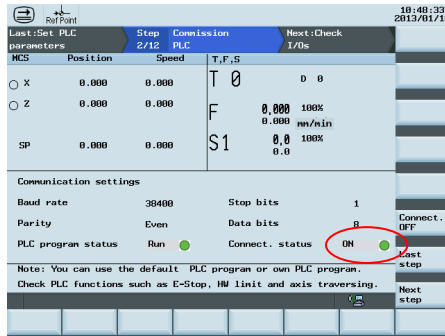 Ref Point
10:48:33
2013/01/1
Last:Set PLC parameters
Step 2/12
Commission PLC
Next:Check I/Os
MCS Position Speed T,F,S
X 0.000 0.000
T 0 D 0
Z 0.000 0.000
F 0,000 100%
0.000 mm/min
SP 0.000 0.000
S1 0,0 100%
0.0
Communication settings
Baud rate 38400 Stop bits 1
Parity Even Data bits 8
PLC program status Run Connect. status ON
Connect. OFF
Last step
Note: You can use the default PLC program or own PLC program.
Check PLC functions such as E-Stop, HW limit and axis traversing.
Next step